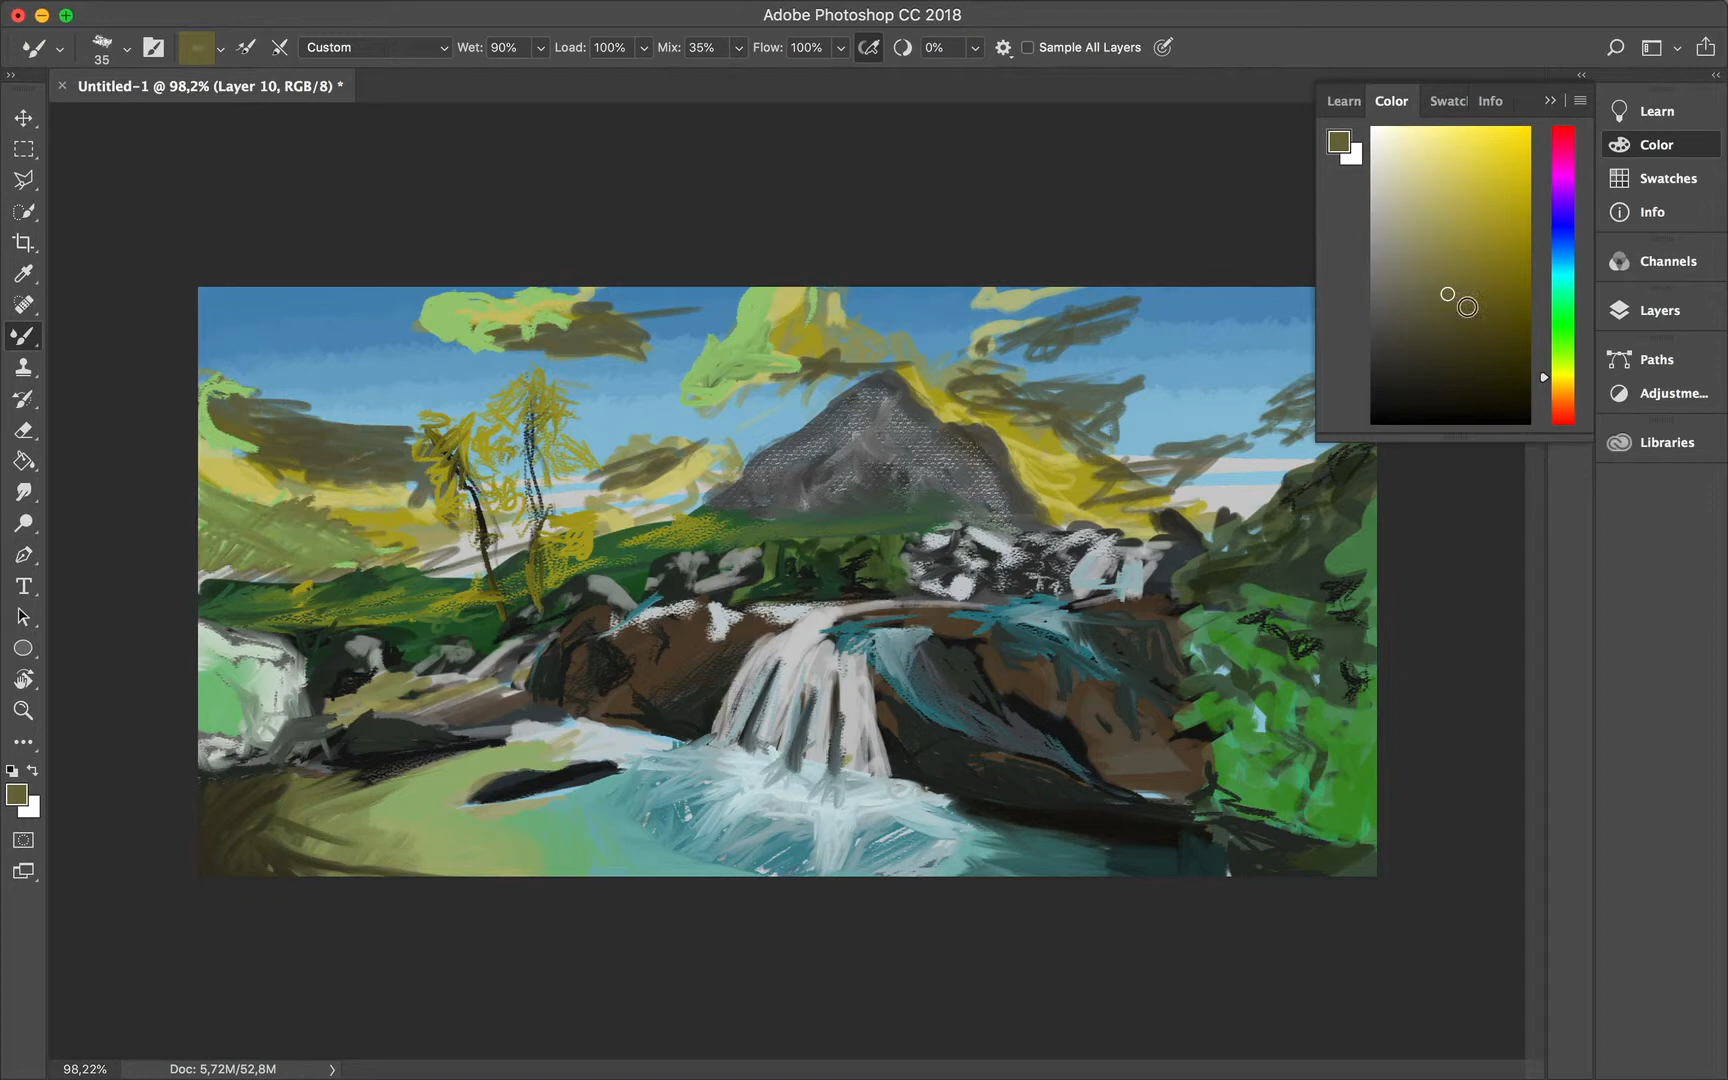 Adobe Photoshop CC 2018
35 Custom Wet: 90% Load: 100% Mix: 35% Flow: 100% 0% Sample All Layers
Untitled-1 @ 98,2% (Layer 10, RGB/8) *
Learn Color Swatc Info
Learn
Color
Swatches
Info
Channels
Layers
Paths
Adjustme...
Libraries
98,22% Doc: 5,72M/52,8M